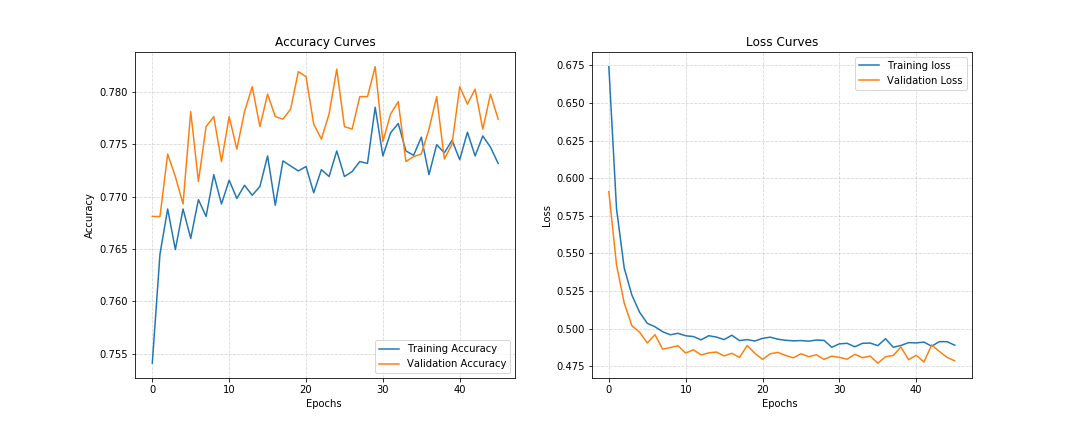 Accuracy Curves
0.780
0.775
0.770
0.765
0.760
0.755
Accuracy
0
10
20
30
40
Epochs
Training Accuracy
Validation Accuracy
Loss Curves
0.675
0.650
0.625
0.600
0.575
0.550
0.525
0.500
0.475
Loss
0
10
20
30
40
Epochs
Training loss
Validation Loss